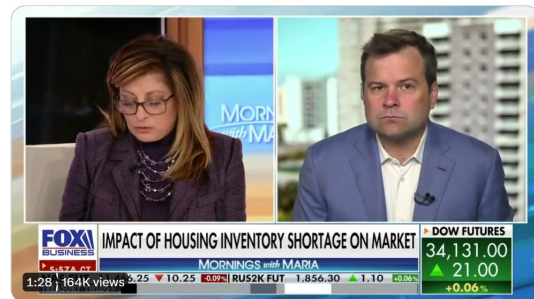 MORN
with MA
FOX
BUSINESS
IMPACT OF HOUSING INVENTORY SHORTAGE ON MARKET
MORNINGS with MARIA
DOW FUTURES
34,131.00
▲ 21.00
+0.06%
6.25 ▼ 10.25 -0.09% RUS2K FUT 1,856.30 ▲ 1.10 +0.06%
1:28 164K views